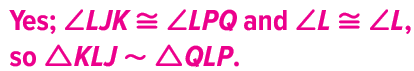 Yes; ∠LJK ≅ ∠LPQ and ∠L ≅ ∠L,
so △KLJ ~ △QLP.